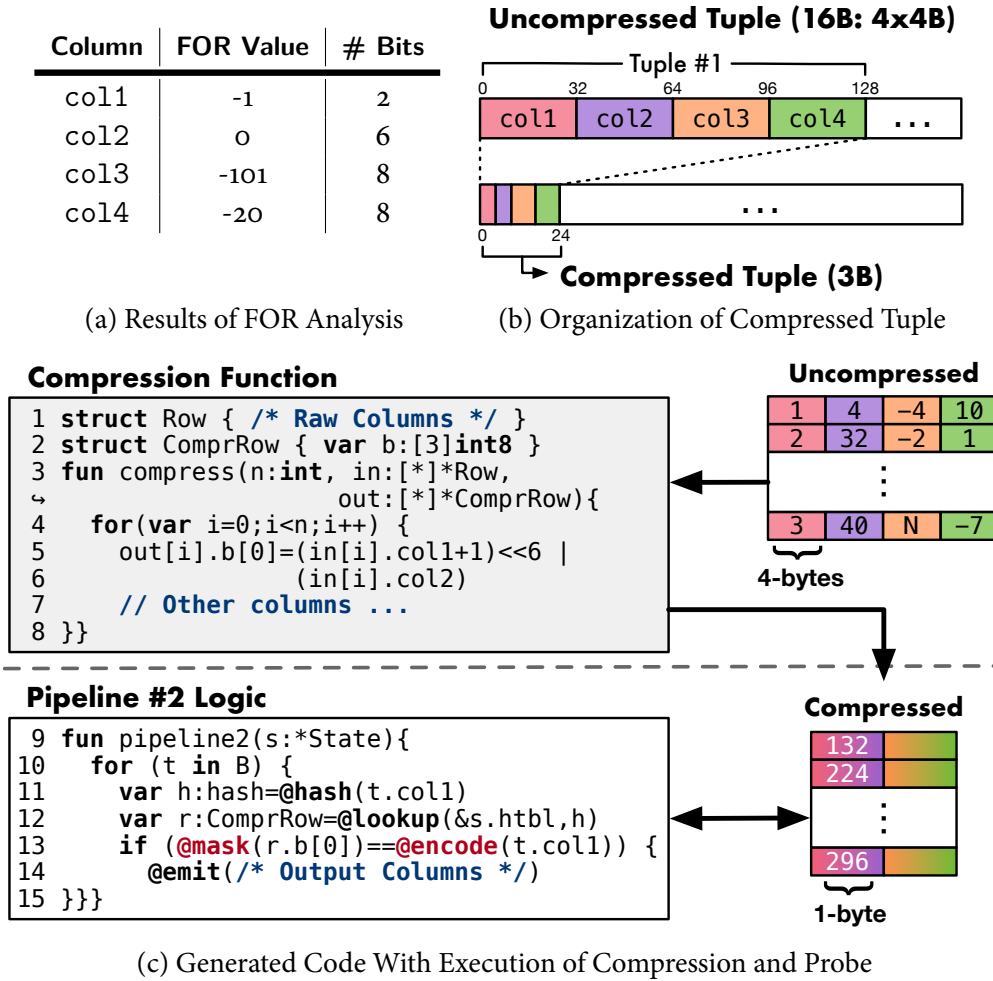 Column FOR Value # Bits
col1 -1 2
col2 0 6
col3 -101 8
col4 -20 8
(a) Results of FOR Analysis
Uncompressed Tuple (16B: 4x4B)
Tuple #1
0 32 64 96 128
col1 col2 col3 col4 ...
...
0 24
Compressed Tuple (3B)
(b) Organization of Compressed Tuple
Compression Function
1 struct Row { /* Raw Columns */ }
2 struct ComprRow { var b:[3]int8 }
3 fun compress(n:int, in:[*]*Row,
↪ out:[*]*ComprRow){
4 for(var i=0;i<n;i++) {
5 out[i].b[0]=(in[i].col1+1)<<6 |
6 (in[i].col2)
7 // Other columns ...
8 }}
Uncompressed
1 4 −4 10
2 32 −2 1
⋮
3 40 N −7
4-bytes
Pipeline #2 Logic
9 fun pipeline2(s:*State){
10 for (t in B) {
11 var h:hash=@hash(t.col1)
12 var r:ComprRow=@lookup(&s.htbl,h)
13 if (@mask(r.b[0])==@encode(t.col1)) {
14 @emit(/* Output Columns */)
15 }}}
Compressed
132
224
⋮
296
1-byte
(c) Generated Code With Execution of Compression and Probe